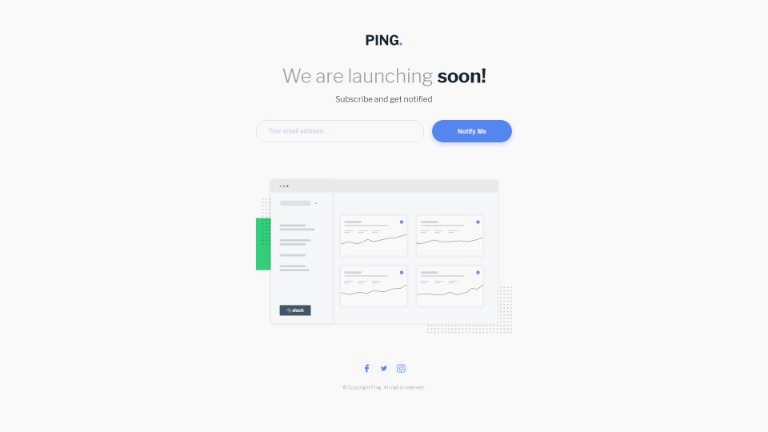 PING.
We are launching soon!
Subscribe and get notified
Your email address...
Notify Me
slack
© Copyright Ping. All rights reserved.